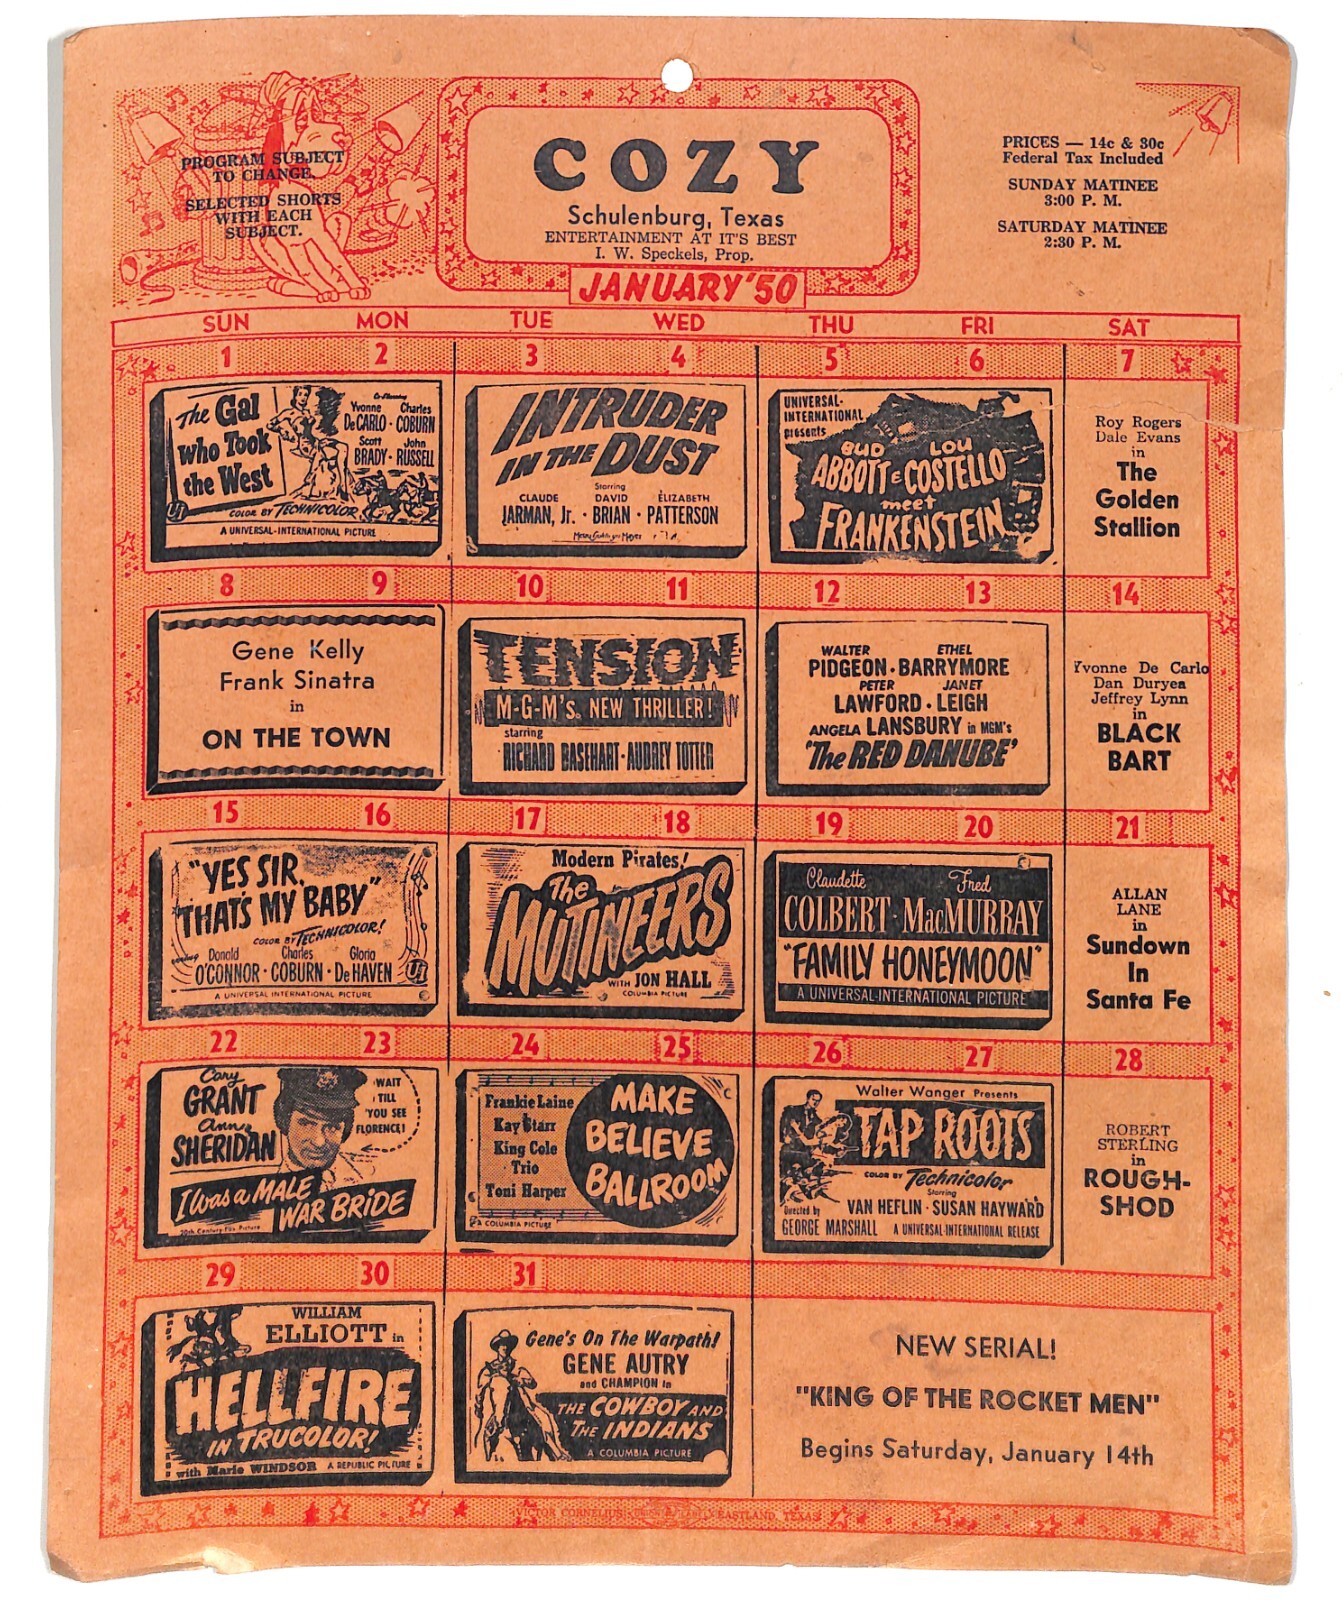 PROGRAM SUBJECT
TO CHANGE.
SELECTED SHORTS
WITH EACH
SUBJECT.
COZY
Schulenburg, Texas
ENTERTAINMENT AT IT'S BEST
I. W. Speckels, Prop.
JANUARY '50
PRICES — 14c & 30c
Federal Tax Included
SUNDAY MATINEE
3:00 P. M.
SATURDAY MATINEE
2:30 P. M.
SUN MON TUE WED THU FRI SAT
1 2 3 4 5 6 7
The Gal
Who Took
the West
Co-Starring
Yvonne Charles
DeCARLO · COBURN
Scott John
BRADY · RUSSELL
COLOR BY TECHNICOLOR
UI
A UNIVERSAL-INTERNATIONAL PICTURE
INTRUDER
IN THE DUST
Starring
CLAUDE DAVID ELIZABETH
JARMAN, Jr. · BRIAN · PATTERSON
UNIVERSAL-
INTERNATIONAL
presents
BUD LOU
ABBOTT & COSTELLO
meet
FRANKENSTEIN
Roy Rogers
Dale Evans
in
The
Golden
Stallion
8 9 10 11 12 13 14
Gene Kelly
Frank Sinatra
in
ON THE TOWN
TENSION
M-G-M's. NEW THRILLER!
starring
RICHARD BASEHART · AUDREY TOTTER
WALTER ETHEL
PIDGEON · BARRYMORE
PETER JANET
LAWFORD · LEIGH
ANGELA LANSBURY in MGM's
'The RED DANUBE'
Yvonne De Carlo
Dan Duryea
Jeffrey Lynn
in
BLACK
BART
15 16 17 18 19 20 21
"YES SIR,
THAT'S MY BABY"
COLOR BY TECHNICOLOR!
Donald Charles Gloria
O'CONNOR · COBURN · DeHAVEN
UI
A UNIVERSAL INTERNATIONAL PICTURE
Modern Pirates!
The
MUTINEERS
WITH JON HALL
COLUMBIA PICTURE
Claudette Fred
COLBERT · MacMURRAY
"FAMILY HONEYMOON"
A UNIVERSAL-INTERNATIONAL PICTURE
ALLAN
LANE
in
Sundown
In
Santa Fe
22 23 24 25 26 27 28
Cary
GRANT
Ann
SHERIDAN
WAIT
'TILL
YOU SEE
FLORENCE!
I was a MALE
WAR BRIDE
20th Century-Fox Picture
Frankie Laine
Kay Starr
King Cole
Trio
Toni Harper
MAKE
BELIEVE
BALLROOM
A COLUMBIA PICTURE
Walter Wanger Presents
TAP ROOTS
COLOR BY Technicolor
Starring
VAN HEFLIN · SUSAN HAYWARD
Directed by
GEORGE MARSHALL A UNIVERSAL-INTERNATIONAL RELEASE
ROBERT
STERLING
in
ROUGH-
SHOD
29 30 31
WILLIAM
ELLIOTT in
HELLFIRE
IN TRUCOLOR!
with Marie WINDSOR A REPUBLIC PICTURE
Gene's On The Warpath!
GENE AUTRY
and CHAMPION in
THE COWBOY AND
THE INDIANS
A COLUMBIA PICTURE
NEW SERIAL!
"KING OF THE ROCKET MEN"
Begins Saturday, January 14th
VICTOR CORNELIUS EASTLAND, TEXAS